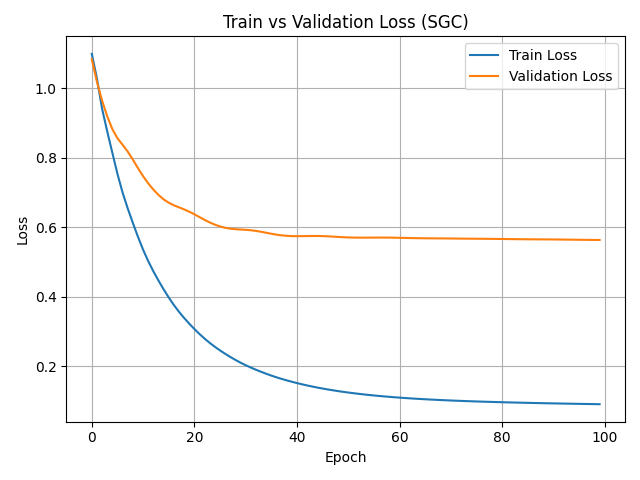 Train vs Validation Loss (SGC)
Train Loss
Validation Loss
Loss
1.0
0.8
0.6
0.4
0.2
0 20 40 60 80 100
Epoch